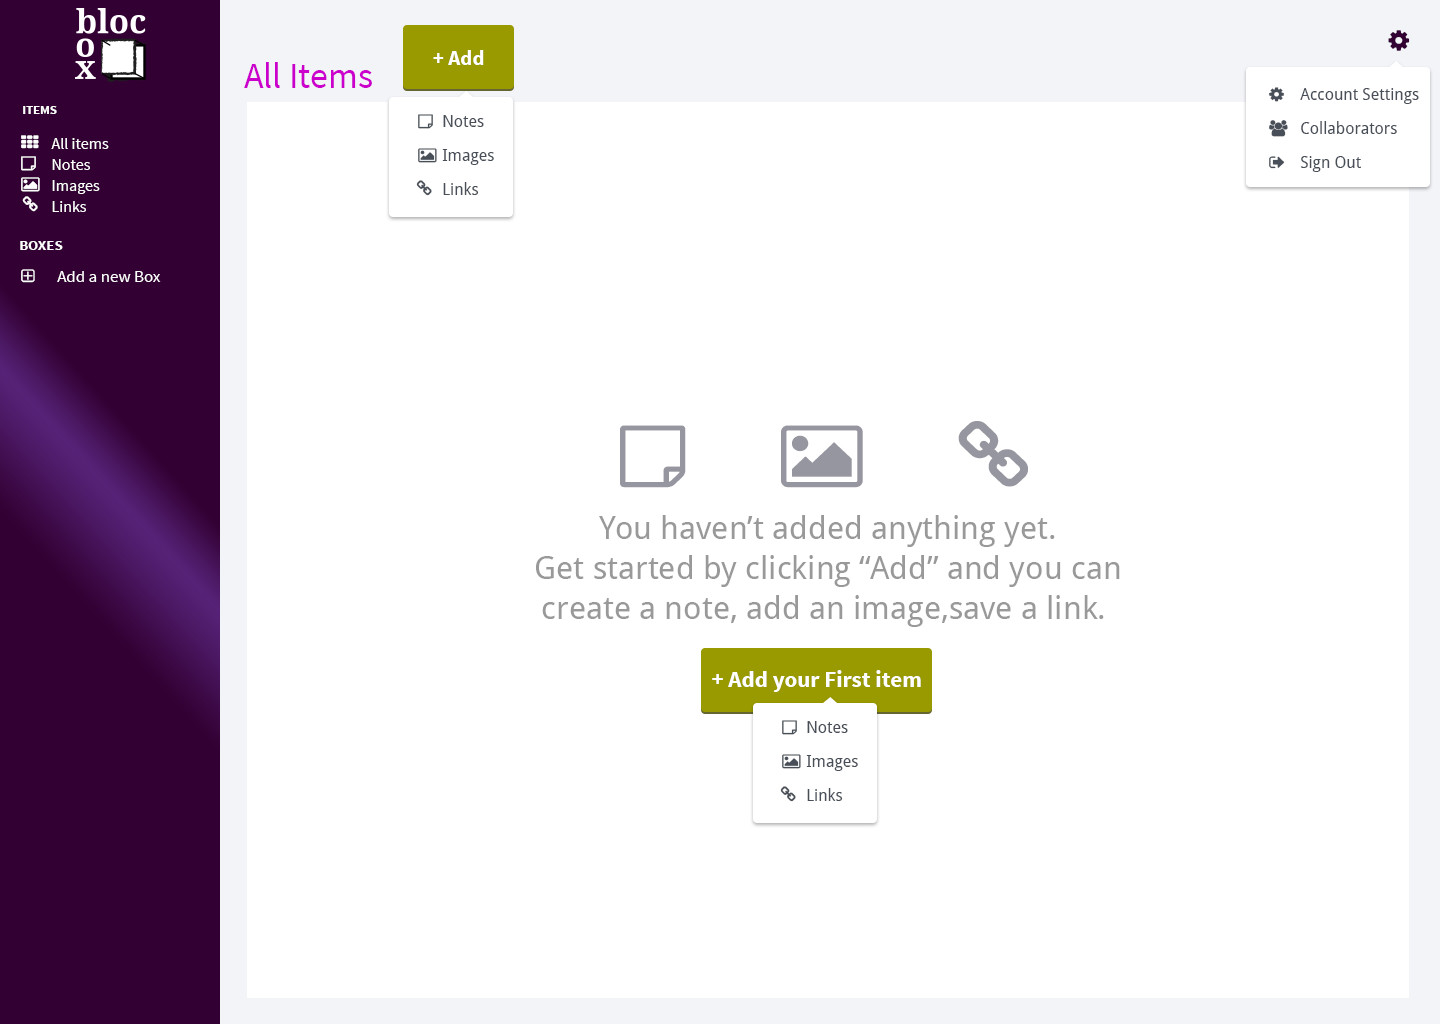 bloc
o
x
ITEMS
All items
Notes
Images
Links
BOXES
Add a new Box
All Items
+ Add
Notes
Images
Links
Account Settings
Collaborators
Sign Out
You haven’t added anything yet.
Get started by clicking “Add” and you can
create a note, add an image,save a link.
+ Add your First item
Notes
Images
Links